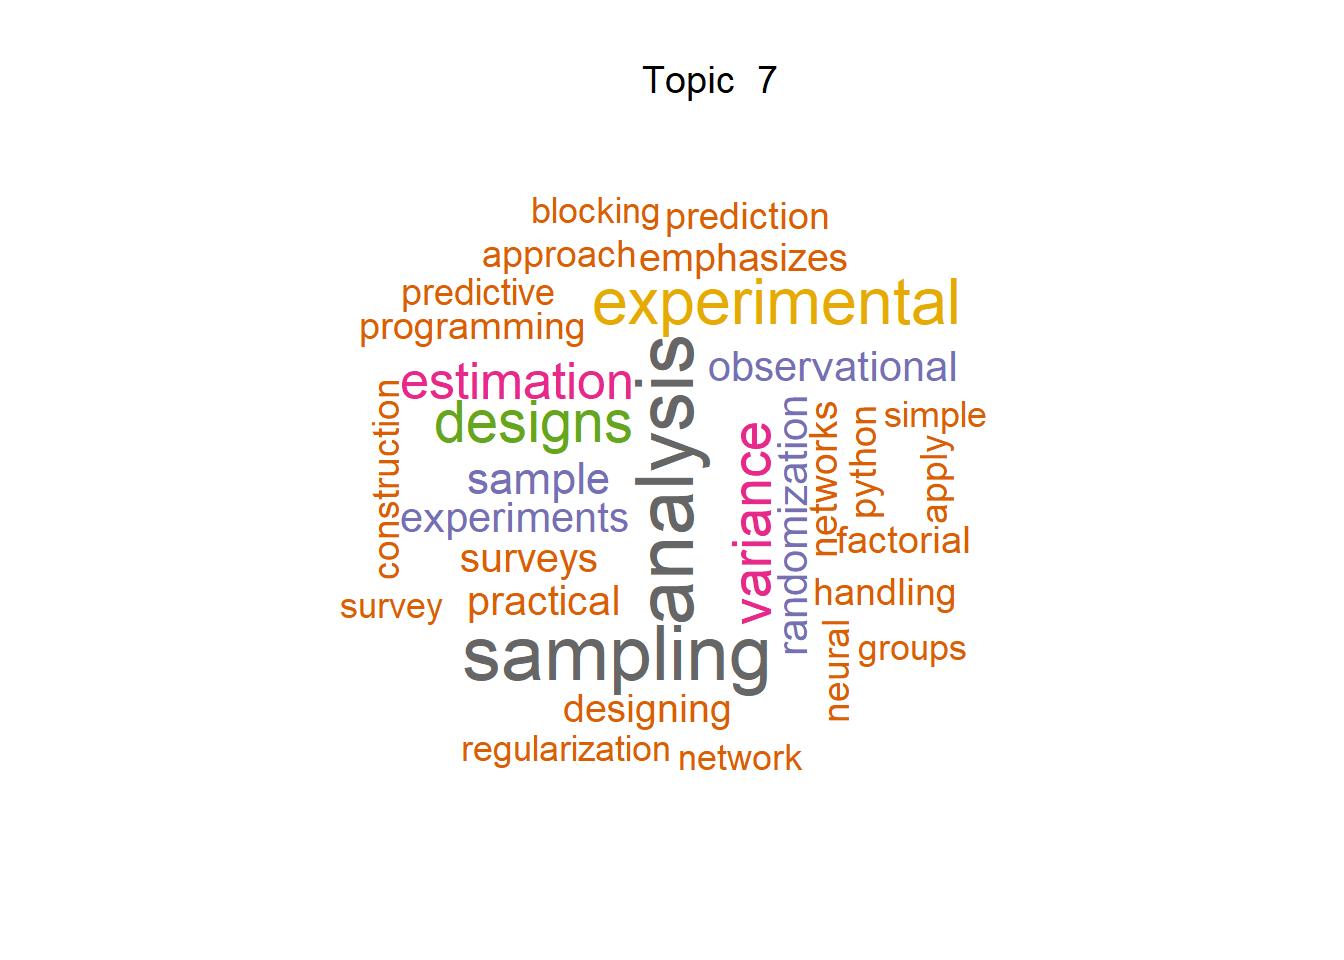 Topic 7
blocking
prediction
approach
emphasizes
predictive
experimental
programming
analysis
observational
estimation
designs
construction
variance
randomization
networks
python
simple
apply
sample
experiments
factorial
surveys
practical
survey
handling
sampling
neural
groups
designing
regularization
network